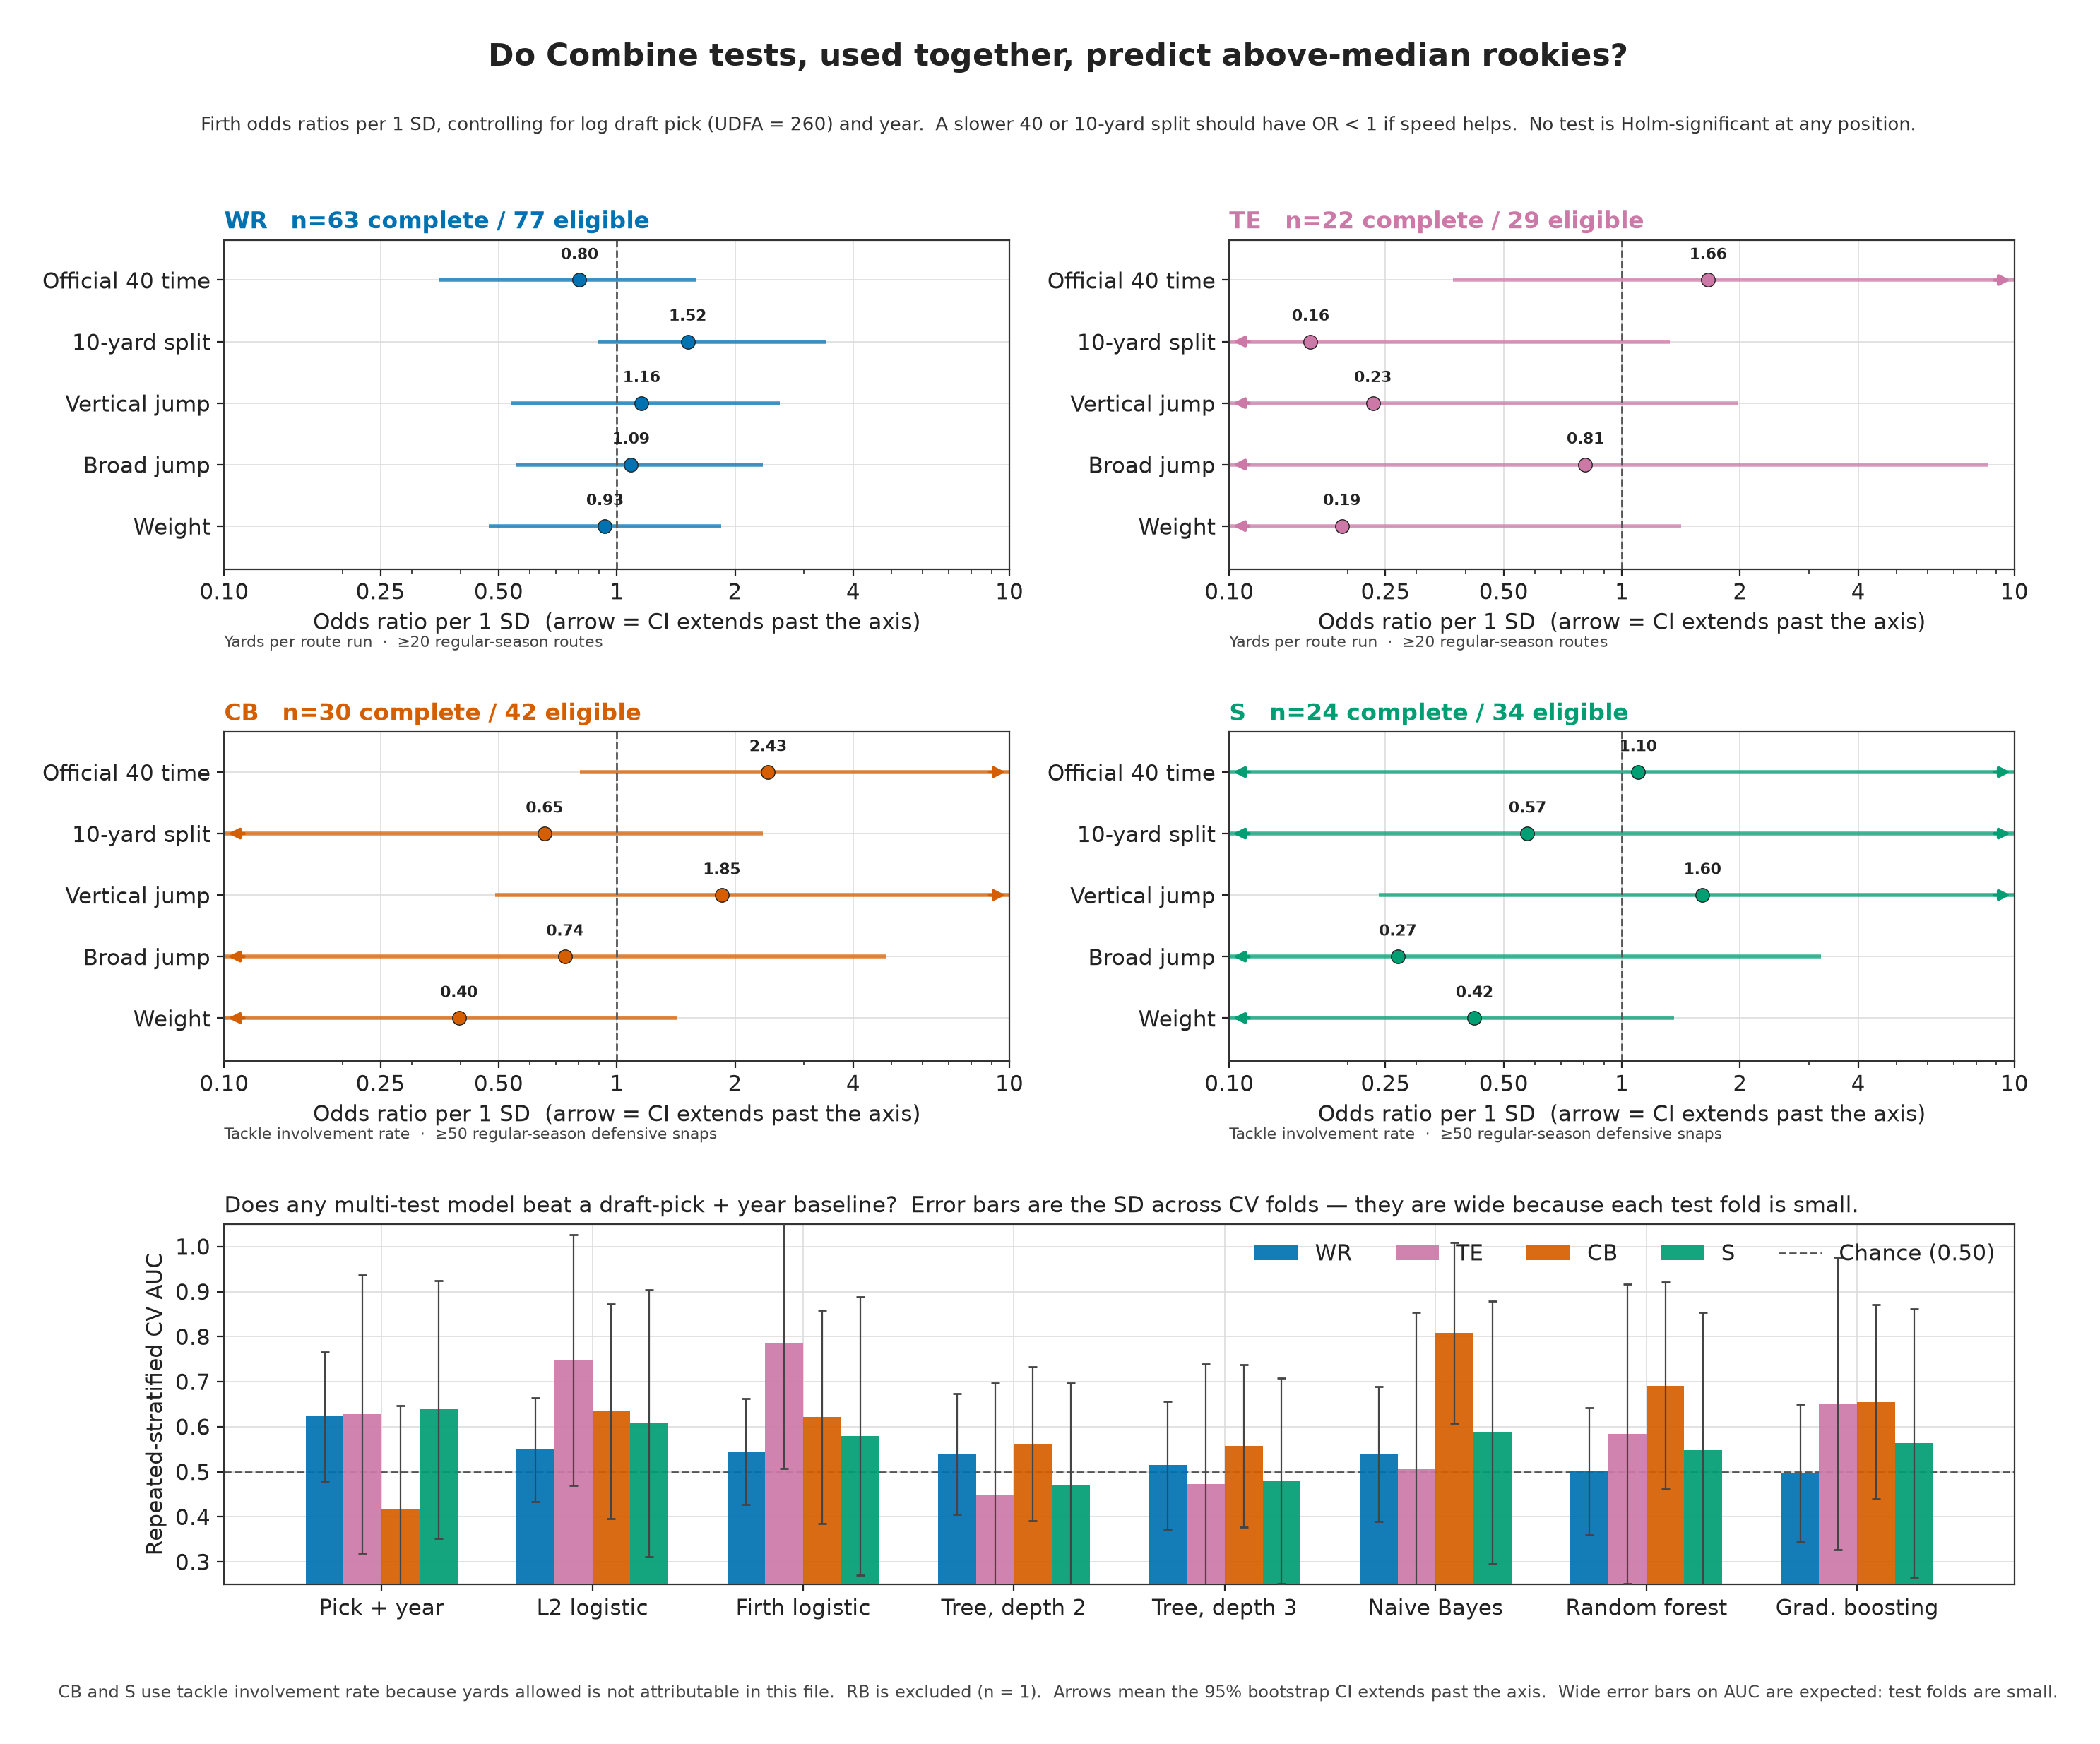 Do Combine tests, used together, predict above-median rookies?
Firth odds ratios per 1 SD, controlling for log draft pick (UDFA = 260) and year.  A slower 40 or 10-yard split should have OR < 1 if speed helps.  No test is Holm-significant at any position.
WR   n=63 complete / 77 eligible
Official 40 time
10-yard split
Vertical jump
Broad jump
Weight
0.80
1.52
1.16
1.09
0.93
0.10 0.25 0.50 1 2 4 10
Odds ratio per 1 SD  (arrow = CI extends past the axis)
Yards per route run  ·  ≥20 regular-season routes
TE   n=22 complete / 29 eligible
Official 40 time
10-yard split
Vertical jump
Broad jump
Weight
1.66
0.16
0.23
0.81
0.19
0.10 0.25 0.50 1 2 4 10
Odds ratio per 1 SD  (arrow = CI extends past the axis)
Yards per route run  ·  ≥20 regular-season routes
CB   n=30 complete / 42 eligible
Official 40 time
10-yard split
Vertical jump
Broad jump
Weight
2.43
0.65
1.85
0.74
0.40
0.10 0.25 0.50 1 2 4 10
Odds ratio per 1 SD  (arrow = CI extends past the axis)
Tackle involvement rate  ·  ≥50 regular-season defensive snaps
S   n=24 complete / 34 eligible
Official 40 time
10-yard split
Vertical jump
Broad jump
Weight
1.10
0.57
1.60
0.27
0.42
0.10 0.25 0.50 1 2 4 10
Odds ratio per 1 SD  (arrow = CI extends past the axis)
Tackle involvement rate  ·  ≥50 regular-season defensive snaps
Does any multi-test model beat a draft-pick + year baseline?  Error bars are the SD across CV folds — they are wide because each test fold is small.
Repeated-stratified CV AUC
1.0
0.9
0.8
0.7
0.6
0.5
0.4
0.3
WR TE CB S Chance (0.50)
Pick + year L2 logistic Firth logistic Tree, depth 2 Tree, depth 3 Naive Bayes Random forest Grad. boosting
CB and S use tackle involvement rate because yards allowed is not attributable in this file.  RB is excluded (n = 1).  Arrows mean the 95% bootstrap CI extends past the axis.  Wide error bars on AUC are expected: test folds are small.